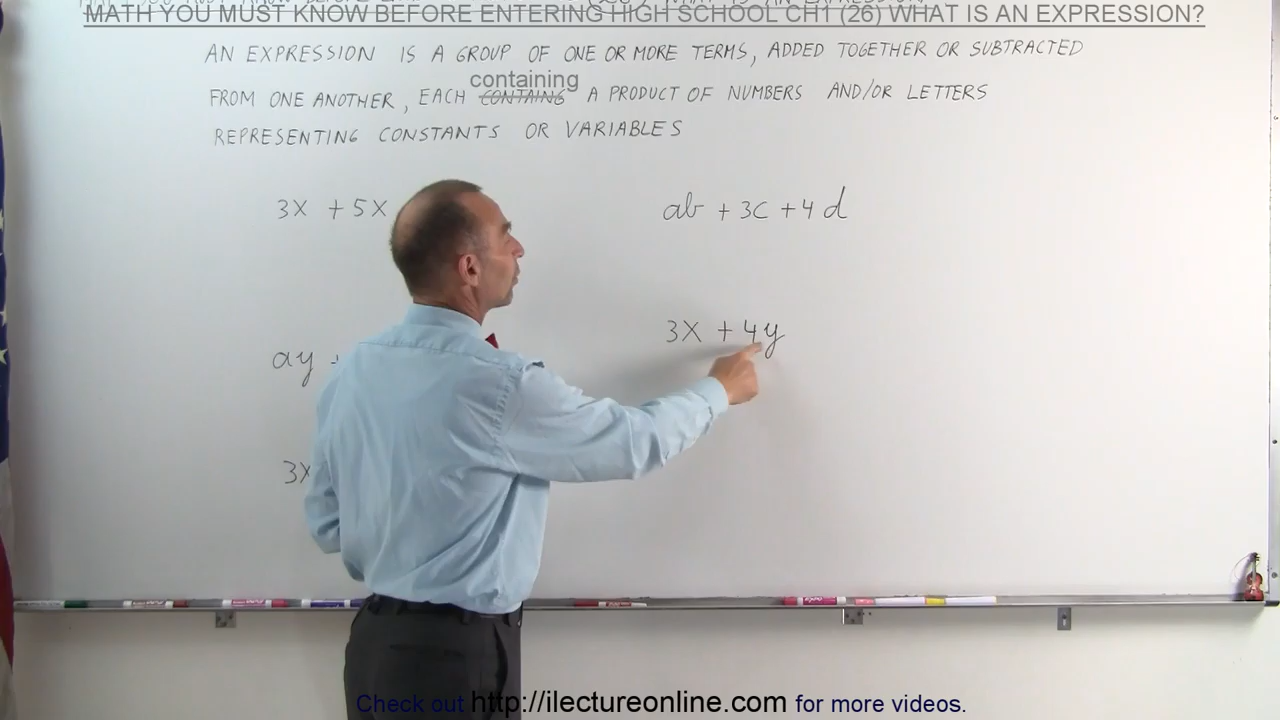 MATH YOU MUST KNOW BEFORE ENTERING HIGH SCHOOL CH1 (26) WHAT IS AN EXPRESSION?
AN EXPRESSION IS A GROUP OF ONE OR MORE TERMS, ADDED TOGETHER OR SUBTRACTED
containing
FROM ONE ANOTHER, EACH CONTAING A PRODUCT OF NUMBERS AND/OR LETTERS
REPRESENTING CONSTANTS OR VARIABLES
3X + 5X
ab + 3c + 4d
3X + 4y
ay +
3X
Check out http://ilectureonline.com for more videos.